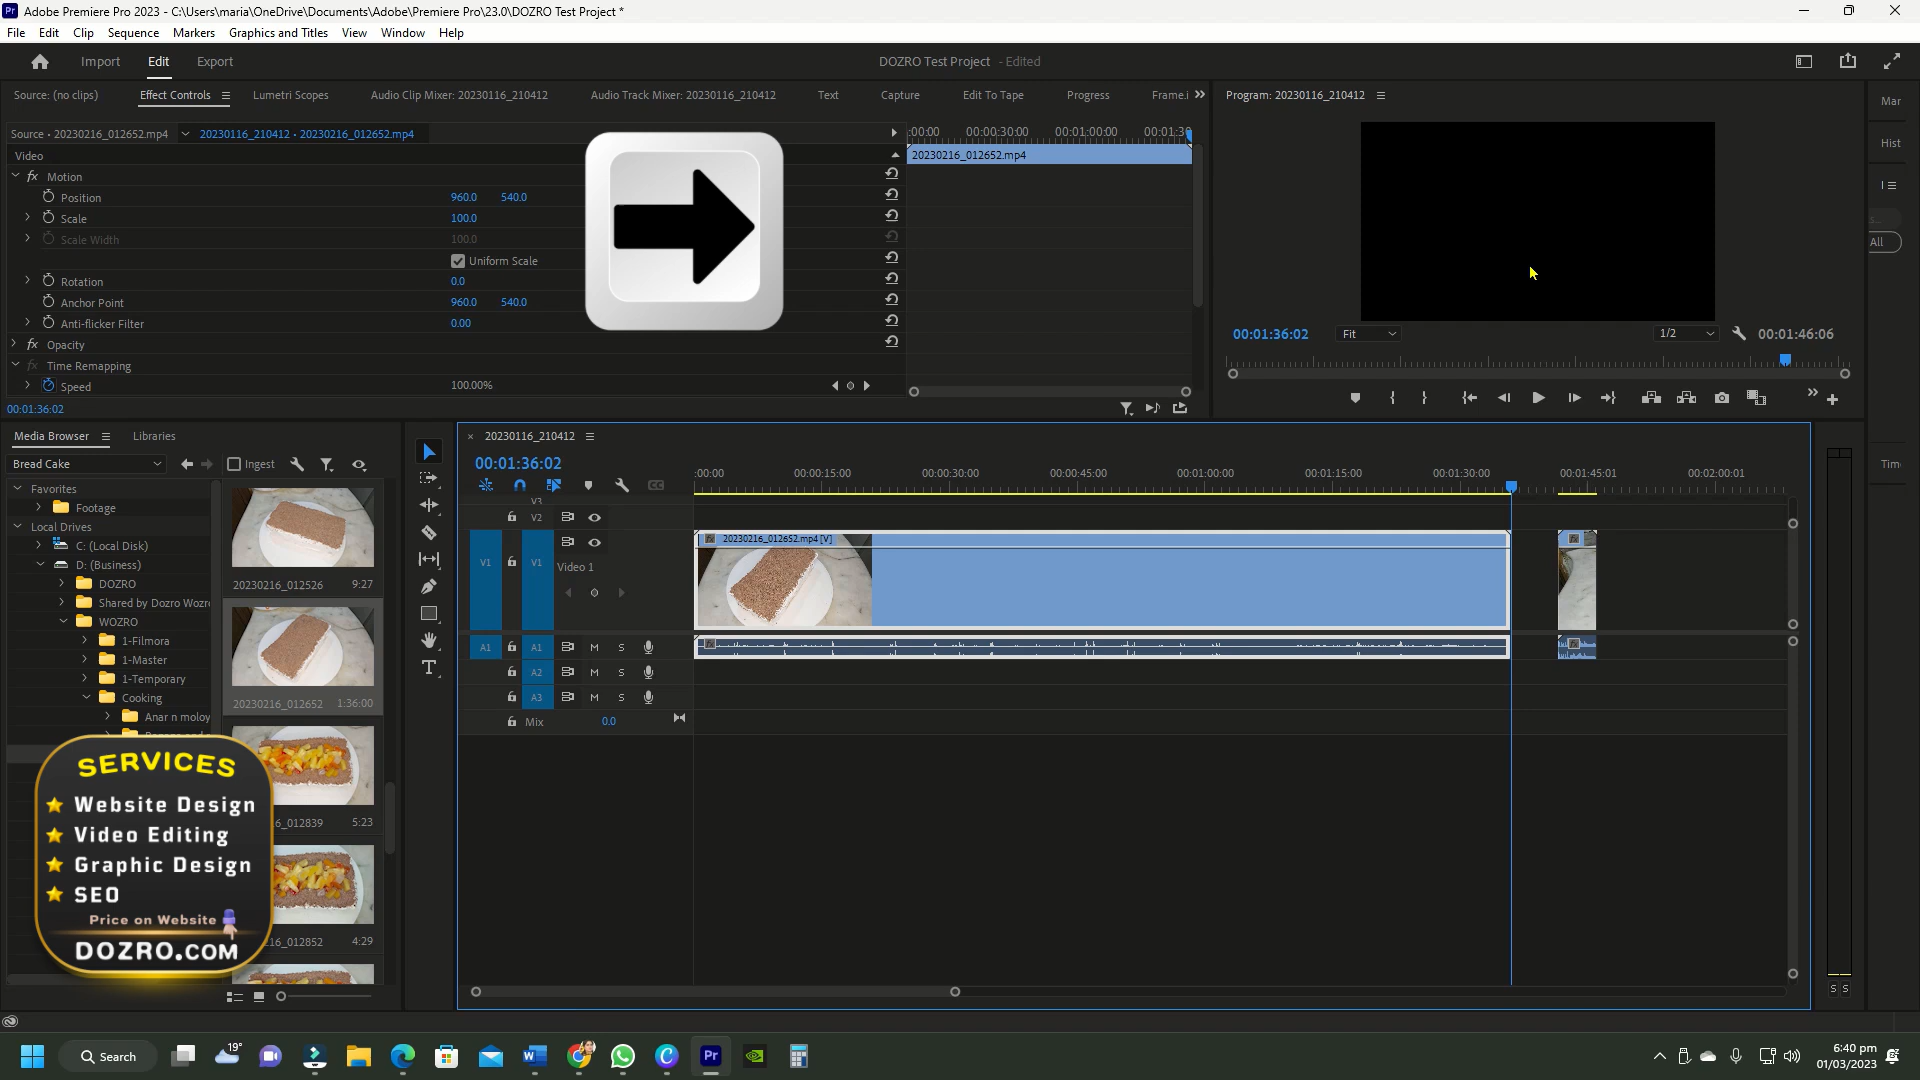 Adobe Premiere Pro 2023 - C:\Users\maria\OneDrive\Documents\Adobe\Premiere Pro\23.0\DOZRO Test Project *
File Edit Clip Sequence Markers Graphics and Titles View Window Help
Import Edit Export
DOZRO Test Project - Edited
Source: (no clips) Effect Controls Lumetri Scopes Audio Clip Mixer: 20230116_210412 Audio Track Mixer: 20230116_210412 Text Capture Edit To Tape Progress Frame.i
Source • 20230216_012652.mp4 20230116_210412 • 20230216_012652.mp4
:00:00 00:00:30:00 00:01:00:00 00:01:30
Video
20230216_012652.mp4
fx Motion
Position 960.0 540.0
Scale 100.0
Scale Width 100.0
Uniform Scale
Rotation 0.0
Anchor Point 960.0 540.0
Anti-flicker Filter 0.00
fx Opacity
fx Time Remapping
Speed 100.00%
00:01:36:02
Program: 20230116_210412
00:01:36:02 Fit 1/2 00:01:46:06
Mar
Hist
All
Tim
Media Browser Libraries
Bread Cake Ingest
Favorites
Footage
Local Drives
C: (Local Disk)
D: (Business)
DOZRO
Shared by Dozro Wozr
WOZRO
1-Filmora
1-Master
1-Temporary
Cooking
Anar n moloy
20230216_012526 9:27
20230216_012652 1:36:00
6_012839 5:23
16_012852 4:29
SERVICES
Website Design
Video Editing
Graphic Design
SEO
Price on Website
DOZRO.COM
20230116_210412
00:01:36:02
:00:00 00:00:15:00 00:00:30:00 00:00:45:00 00:01:00:00 00:01:15:00 00:01:30:00 00:01:45:01 00:02:00:01
V3
V2
V1 V1
Video 1
20230216_012652.mp4 [V]
A1 A1 M S
A2 M S
A3 M S
Mix 0.0
S S
Search
19°
Pr
6:40 pm
01/03/2023